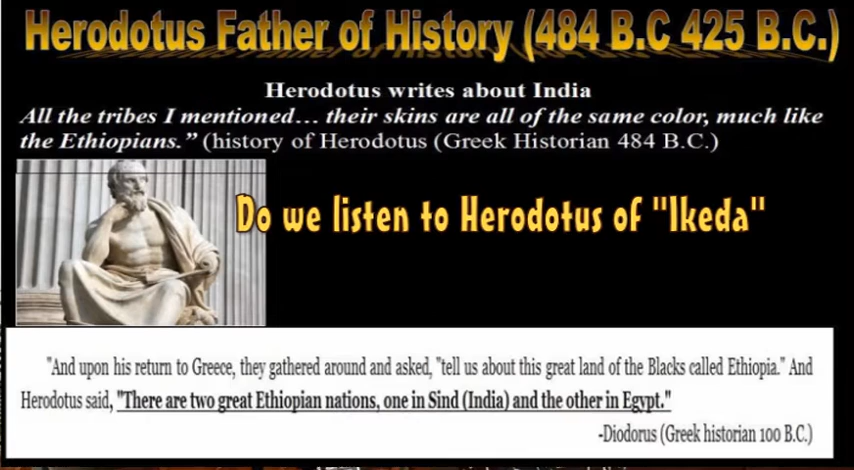 Herodotus Father of History (484 B.C 425 B.C.)
Herodotus writes about India
All the tribes I mentioned… their skins are all of the same color, much like
the Ethiopians.” (history of Herodotus (Greek Historian 484 B.C.)
Do we listen to Herodotus of "Ikeda"
"And upon his return to Greece, they gathered around and asked, "tell us about this great land of the Blacks called Ethiopia." And
Herodotus said, "There are two great Ethiopian nations, one in Sind (India) and the other in Egypt."
-Diodorus (Greek historian 100 B.C.)